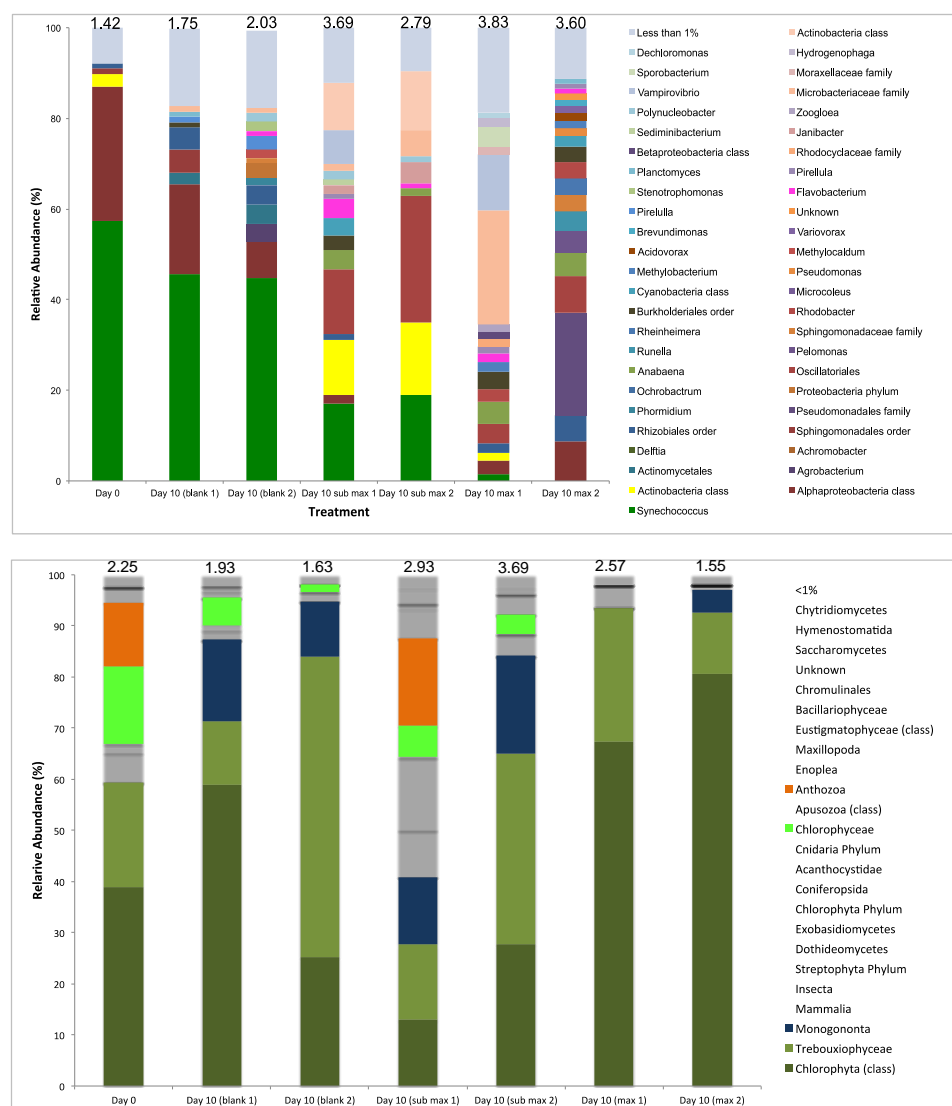 1.42 1.75 2.03 3.69 2.79 3.83 3.60
100
80
60
40
20
0
Relative Abundance (%)
Day 0 Day 10 (blank 1) Day 10 (blank 2) Day 10 sub max 1 Day 10 sub max 2 Day 10 max 1 Day 10 max 2
Treatment
Less than 1% Actinobacteria class
Dechloromonas Hydrogenophaga
Sporobacterium Moraxellaceae family
Vampirovibrio Microbacteriaceae family
Polynucleobacter Zoogloea
Sediminibacterium Janibacter
Betaproteobacteria class Rhodocyclaceae family
Planctomyces Pirellula
Stenotrophomonas Flavobacterium
Pirelulla Unknown
Brevundimonas Variovorax
Acidovorax Methylocaldum
Methylobacterium Pseudomonas
Cyanobacteria class Microcoleus
Burkholderiales order Rhodobacter
Rheinheimera Sphingomonadaceae family
Runella Pelomonas
Anabaena Oscillatoriales
Ochrobactrum Proteobacteria phylum
Phormidium Pseudomonadales family
Rhizobiales order Sphingomonadales order
Delftia Achromobacter
Actinomycetales Agrobacterium
Actinobacteria class Alphaproteobacteria class
Synechococcus
2.25 1.93 1.63 2.93 3.69 2.57 1.55
100
90
80
70
60
50
40
30
20
10
0
Relarive Abundance (%)
Day 0 Day 10 (blank 1) Day 10 (blank 2) Day 10 (sub max 1) Day 10 (sub max 2) Day 10 (max 1) Day 10 (max 2)
<1%
Chytridiomycetes
Hymenostomatida
Saccharomycetes
Unknown
Chromulinales
Bacillariophyceae
Eustigmatophyceae (class)
Maxillopoda
Enoplea
Anthozoa
Apusozoa (class)
Chlorophyceae
Cnidaria Phylum
Acanthocystidae
Coniferopsida
Chlorophyta Phylum
Exobasidiomycetes
Dothideomycetes
Streptophyta Phylum
Insecta
Mammalia
Monogononta
Trebouxiophyceae
Chlorophyta (class)